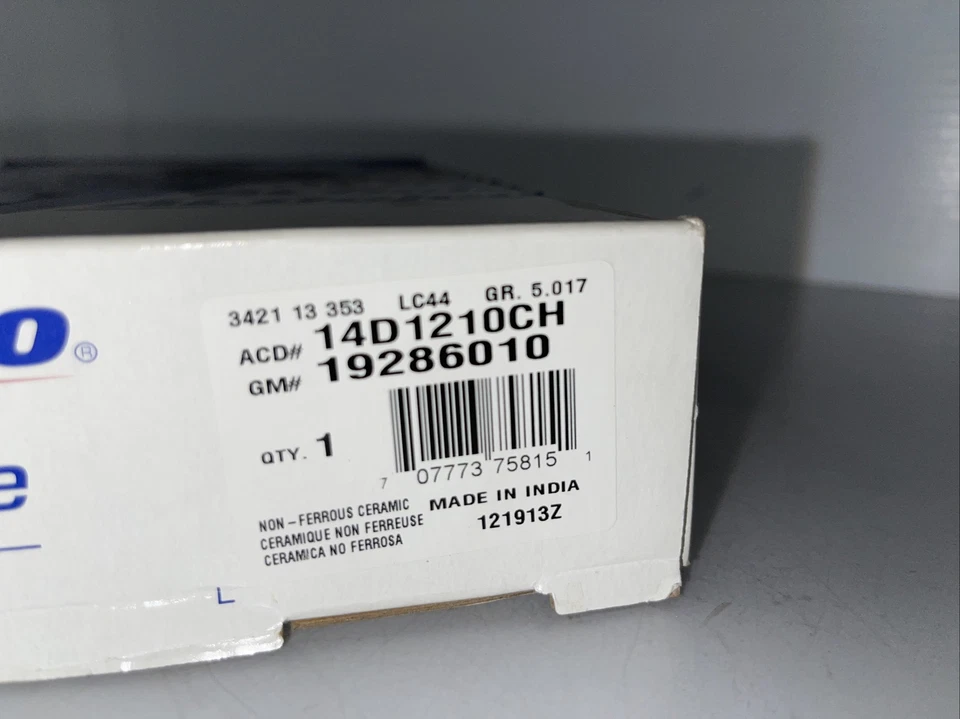 o®
e
3421 13 353 LC44 GR. 5.017
ACD# 14D1210CH
GM# 19286010
QTY. 1
7 07773 75815 1
NON-FERROUS CERAMIC
CERAMIQUE NON FERREUSE
CERAMICA NO FERROSA
MADE IN INDIA
121913Z
L